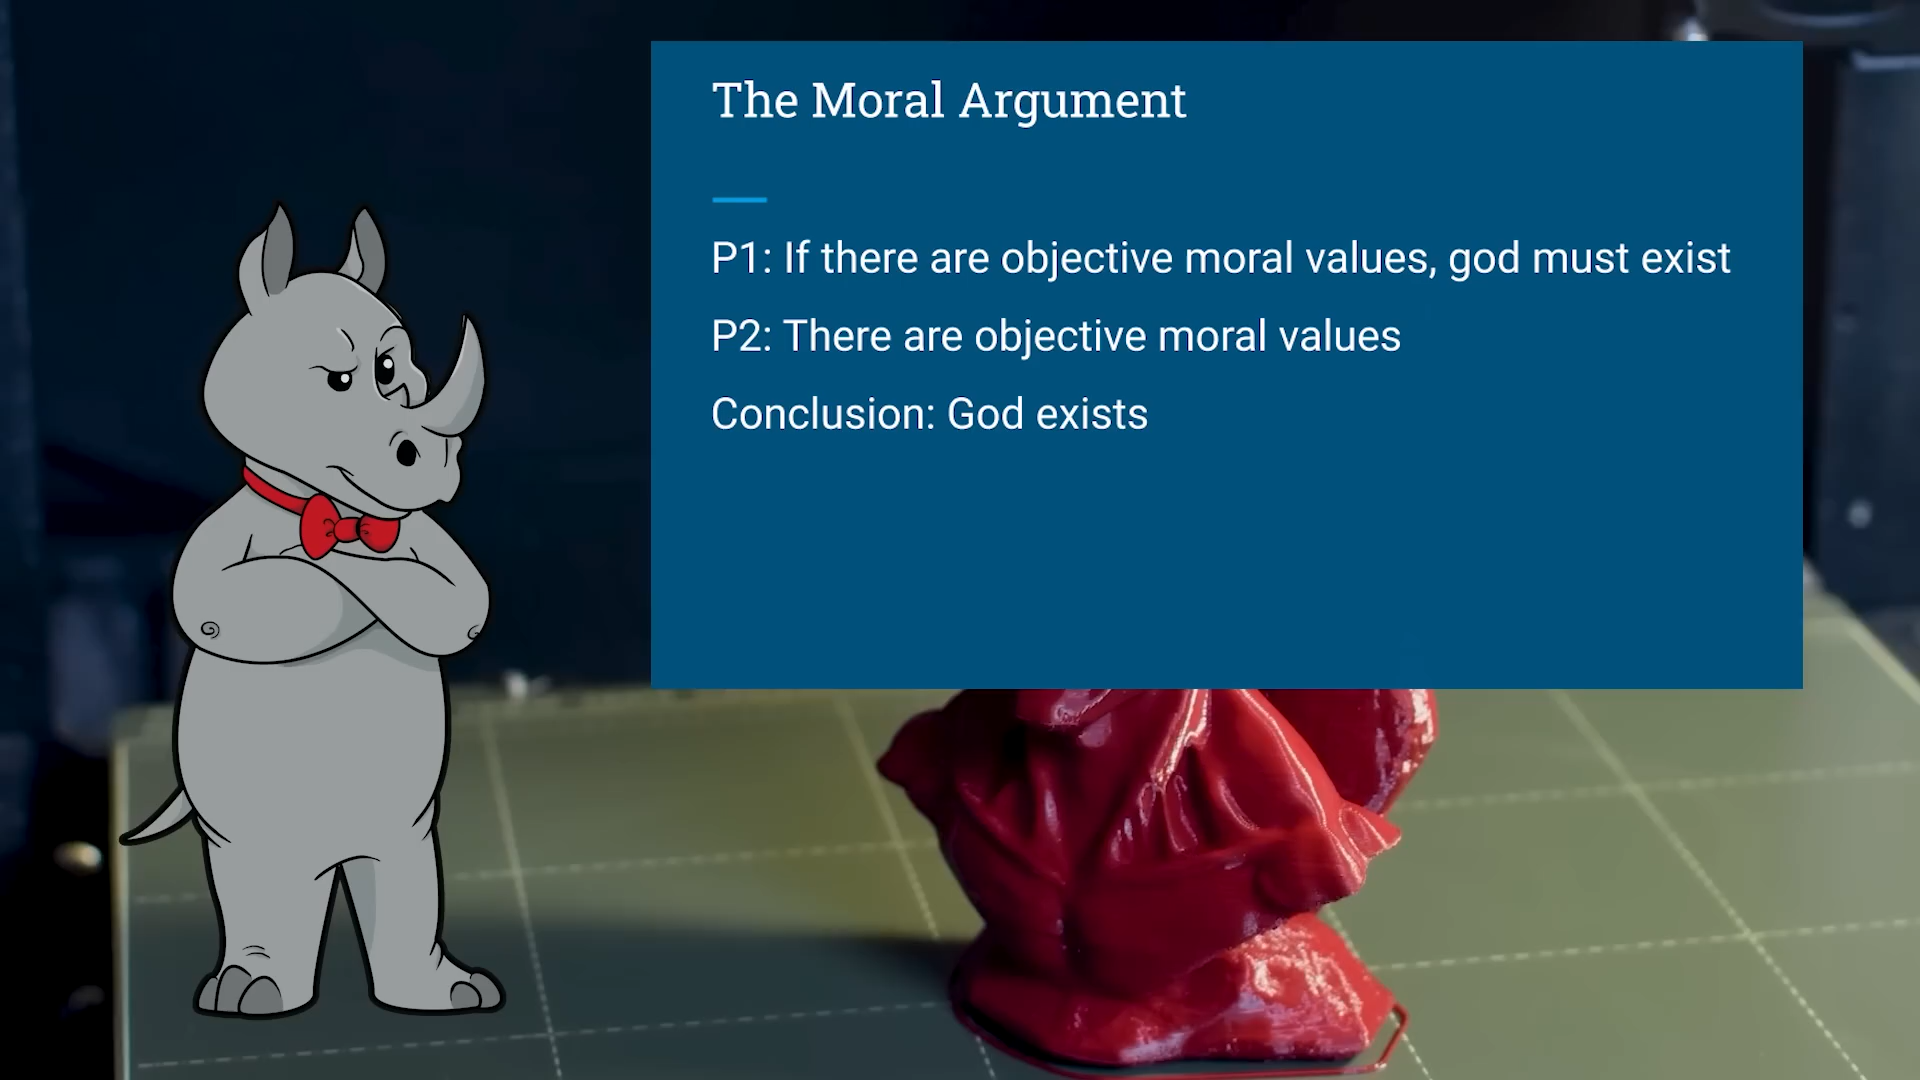 The Moral Argument
P1: If there are objective moral values, god must exist
P2: There are objective moral values
Conclusion: God exists